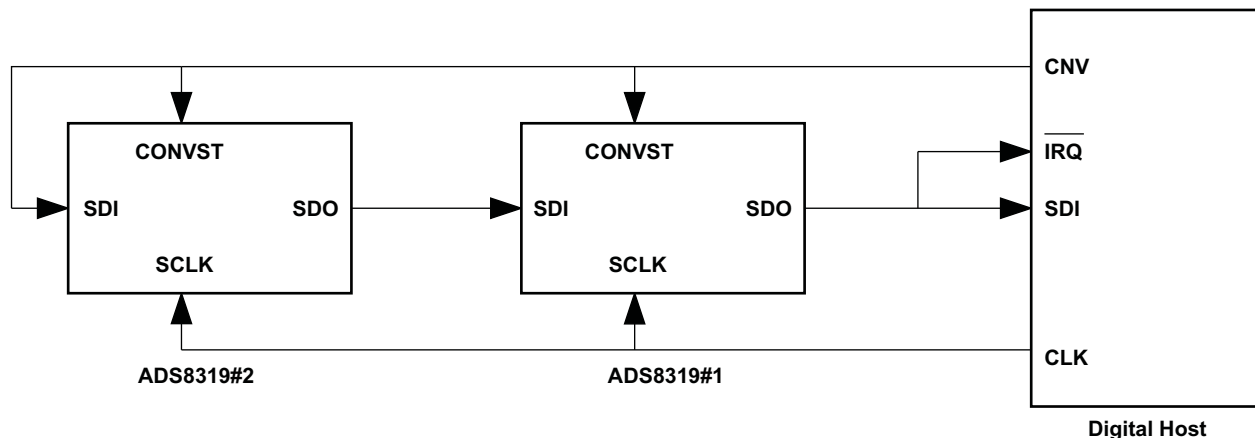 CNV
CONVST
CONVST
IRQ
SDI
SDO
SDI
SDO
SDI
SCLK
SCLK
CLK
ADS8319#2
ADS8319#1
Digital Host